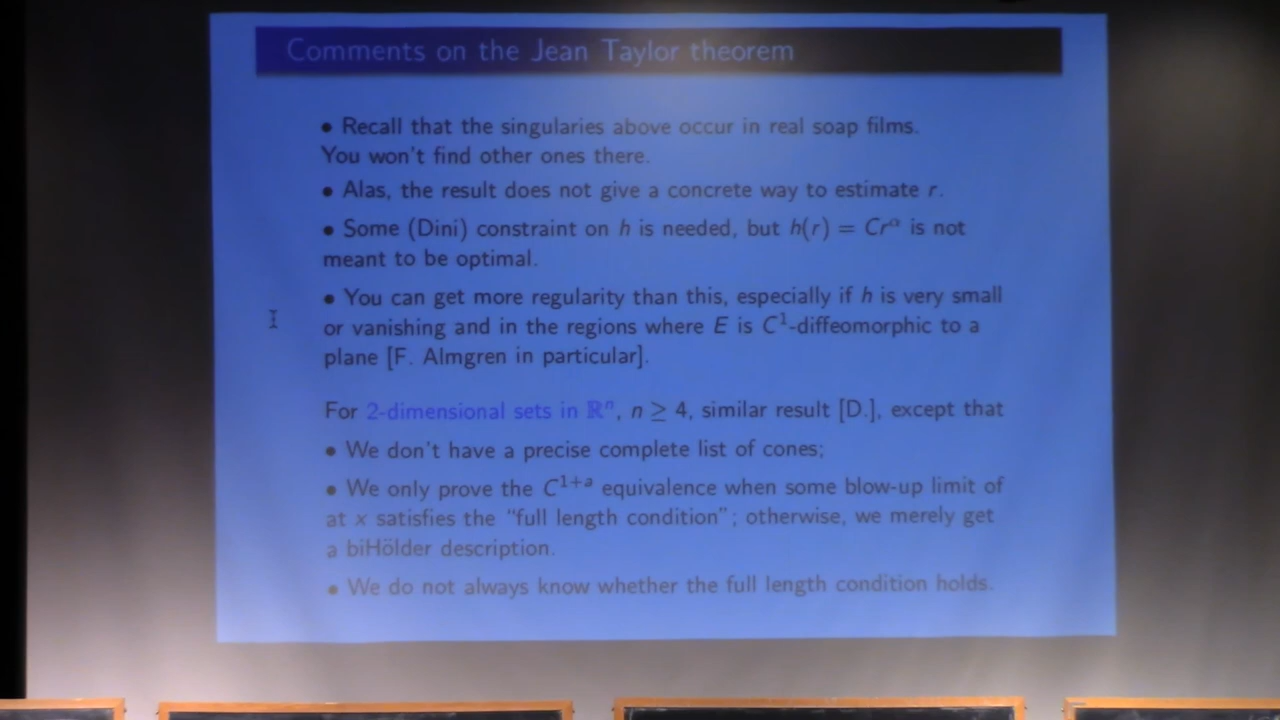 Comments on the Jean Taylor theorem
• Recall that the singularies above occur in real soap films.
You won't find other ones there.
• Alas, the result does not give a concrete way to estimate r.
• Some (Dini) constraint on h is needed, but h(r) = Crᵅ is not
meant to be optimal.
• You can get more regularity than this, especially if h is very small
or vanishing and in the regions where E is C¹-diffeomorphic to a
plane [F. Almgren in particular].
For 2-dimensional sets in ℝⁿ, n ≥ 4, similar result [D.], except that
• We don't have a precise complete list of cones;
• We only prove the C¹⁺ᵃ equivalence when some blow-up limit of
at x satisfies the "full length condition"; otherwise, we merely get
a biHölder description.
• We do not always know whether the full length condition holds.